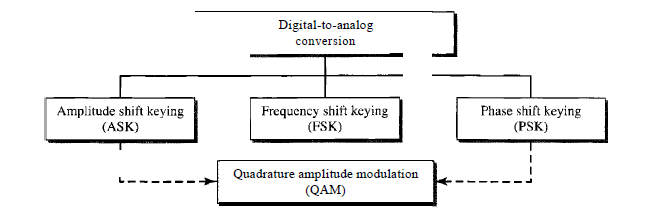 Digital-to-analog
conversion
Amplitude shift keying
(ASK)
Frequency shift keying
(FSK)
Phase shift keying
(PSK)
Quadrature amplitude modulation
(QAM)